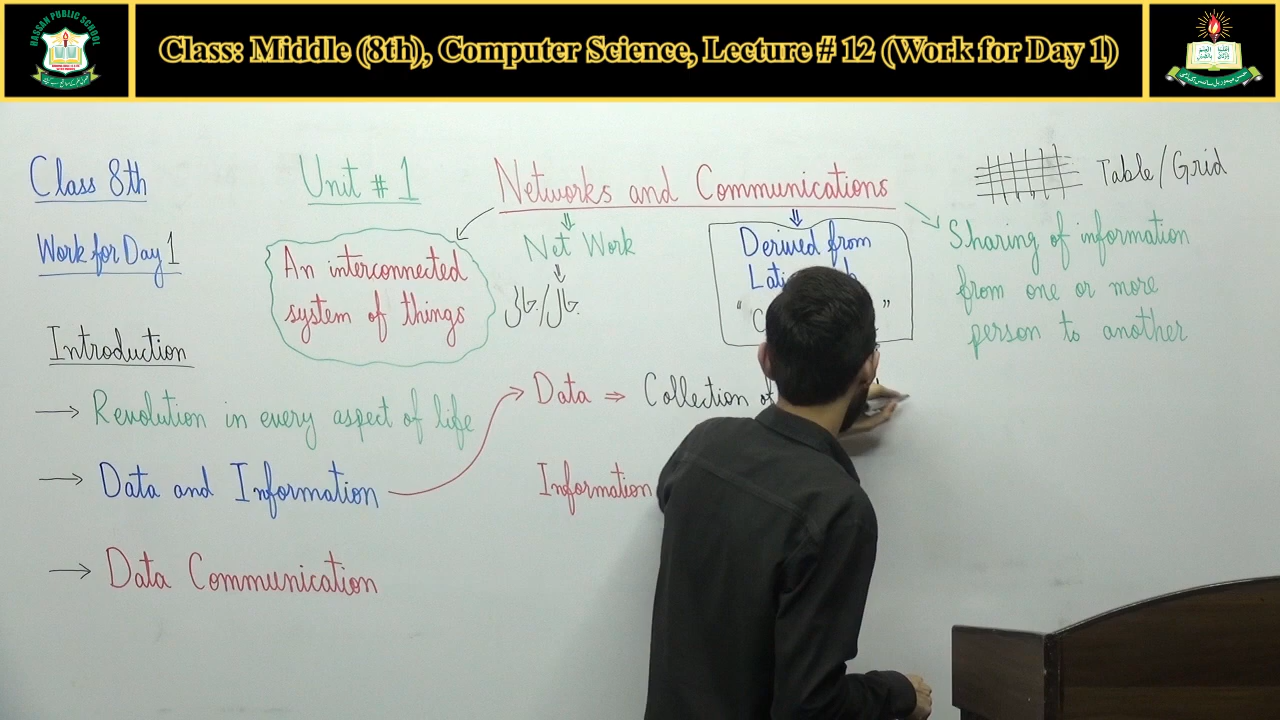 HASSAN PUBLIC SCHOOL
Class: Middle (8th), Computer Science, Lecture # 12 (Work for Day 1)
Class 8th
Unit # 1
Networks and Communications
Table/Grid
Work for Day 1
An interconnected
system of things
Net Work
جال/
Derived from
Sharing of information
from one or more
person to another
Introduction
→ Revolution in every aspect of life
Data ⇒ Collection of
→ Data and Information
Information
→ Data Communication